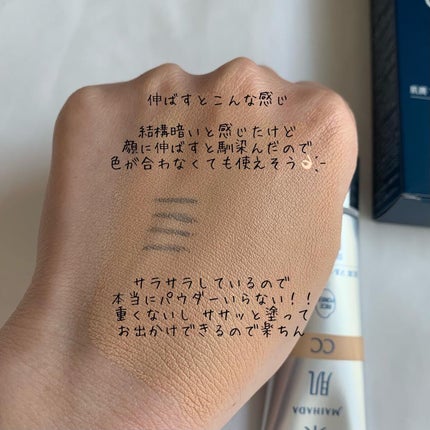 伸ばすとこんな感じ
結構暗いと感じたけど
顔に伸ばすと馴染んだので
色が合わなくても使えそう👌🏻
サラサラしているので
本当にパウダーいらない！！
重くないし ササッと塗って
お出かけできるので楽ちん
CC
肌
MAIHADA